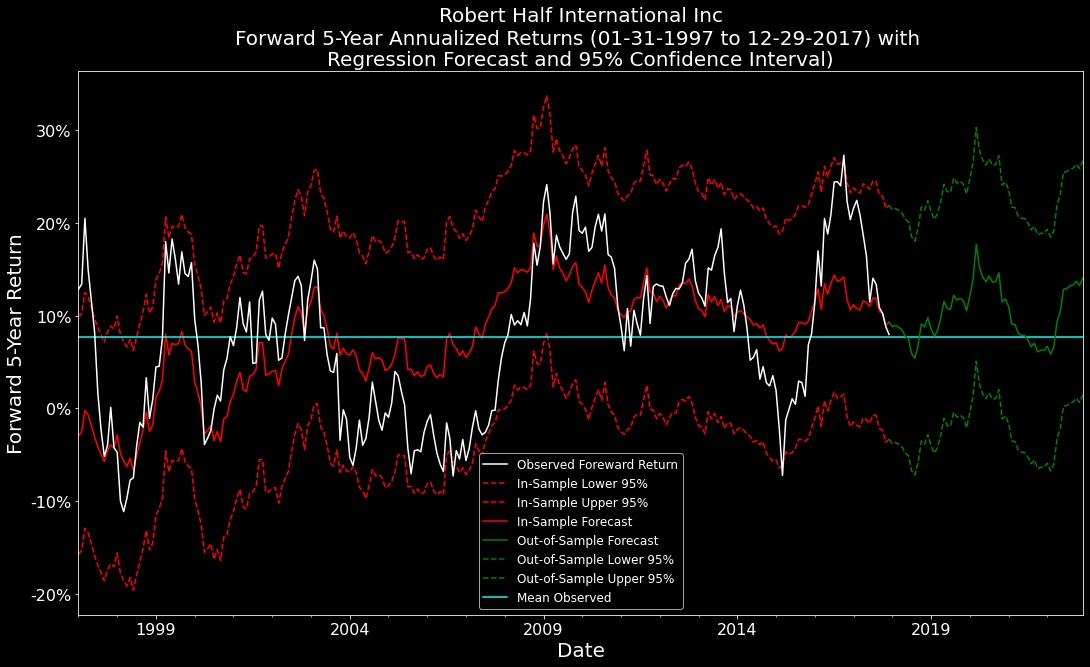 Robert Half International Inc
Forward 5-Year Annualized Returns (01-31-1997 to 12-29-2017) with
Regression Forecast and 95% Confidence Interval)
Forward 5-Year Return
30%
20%
10%
0%
-10%
-20%
Observed Foreward Return
In-Sample Lower 95%
In-Sample Upper 95%
In-Sample Forecast
Out-of-Sample Forecast
Out-of-Sample Lower 95%
Out-of-Sample Upper 95%
Mean Observed
1999 2004 2009 2014 2019
Date